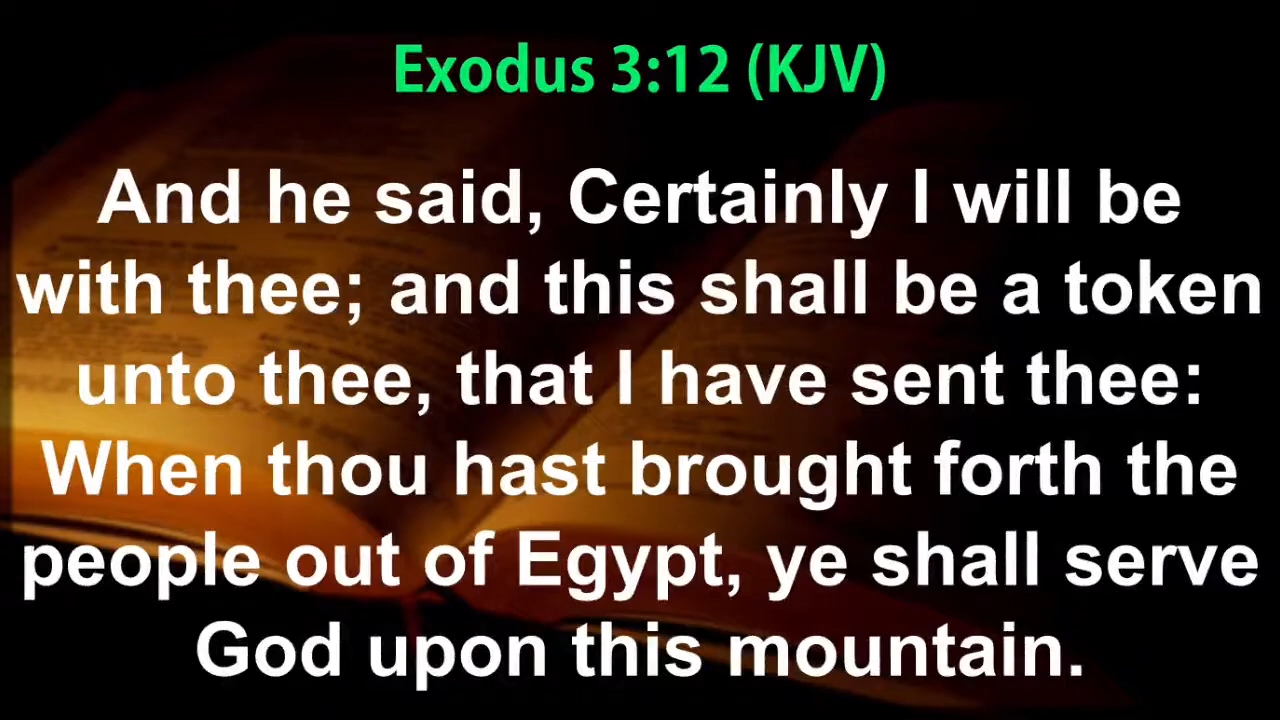 Exodus 3:12 (KJV)
And he said, Certainly I will be
with thee; and this shall be a token
unto thee, that I have sent thee:
When thou hast brought forth the
people out of Egypt, ye shall serve
God upon this mountain.